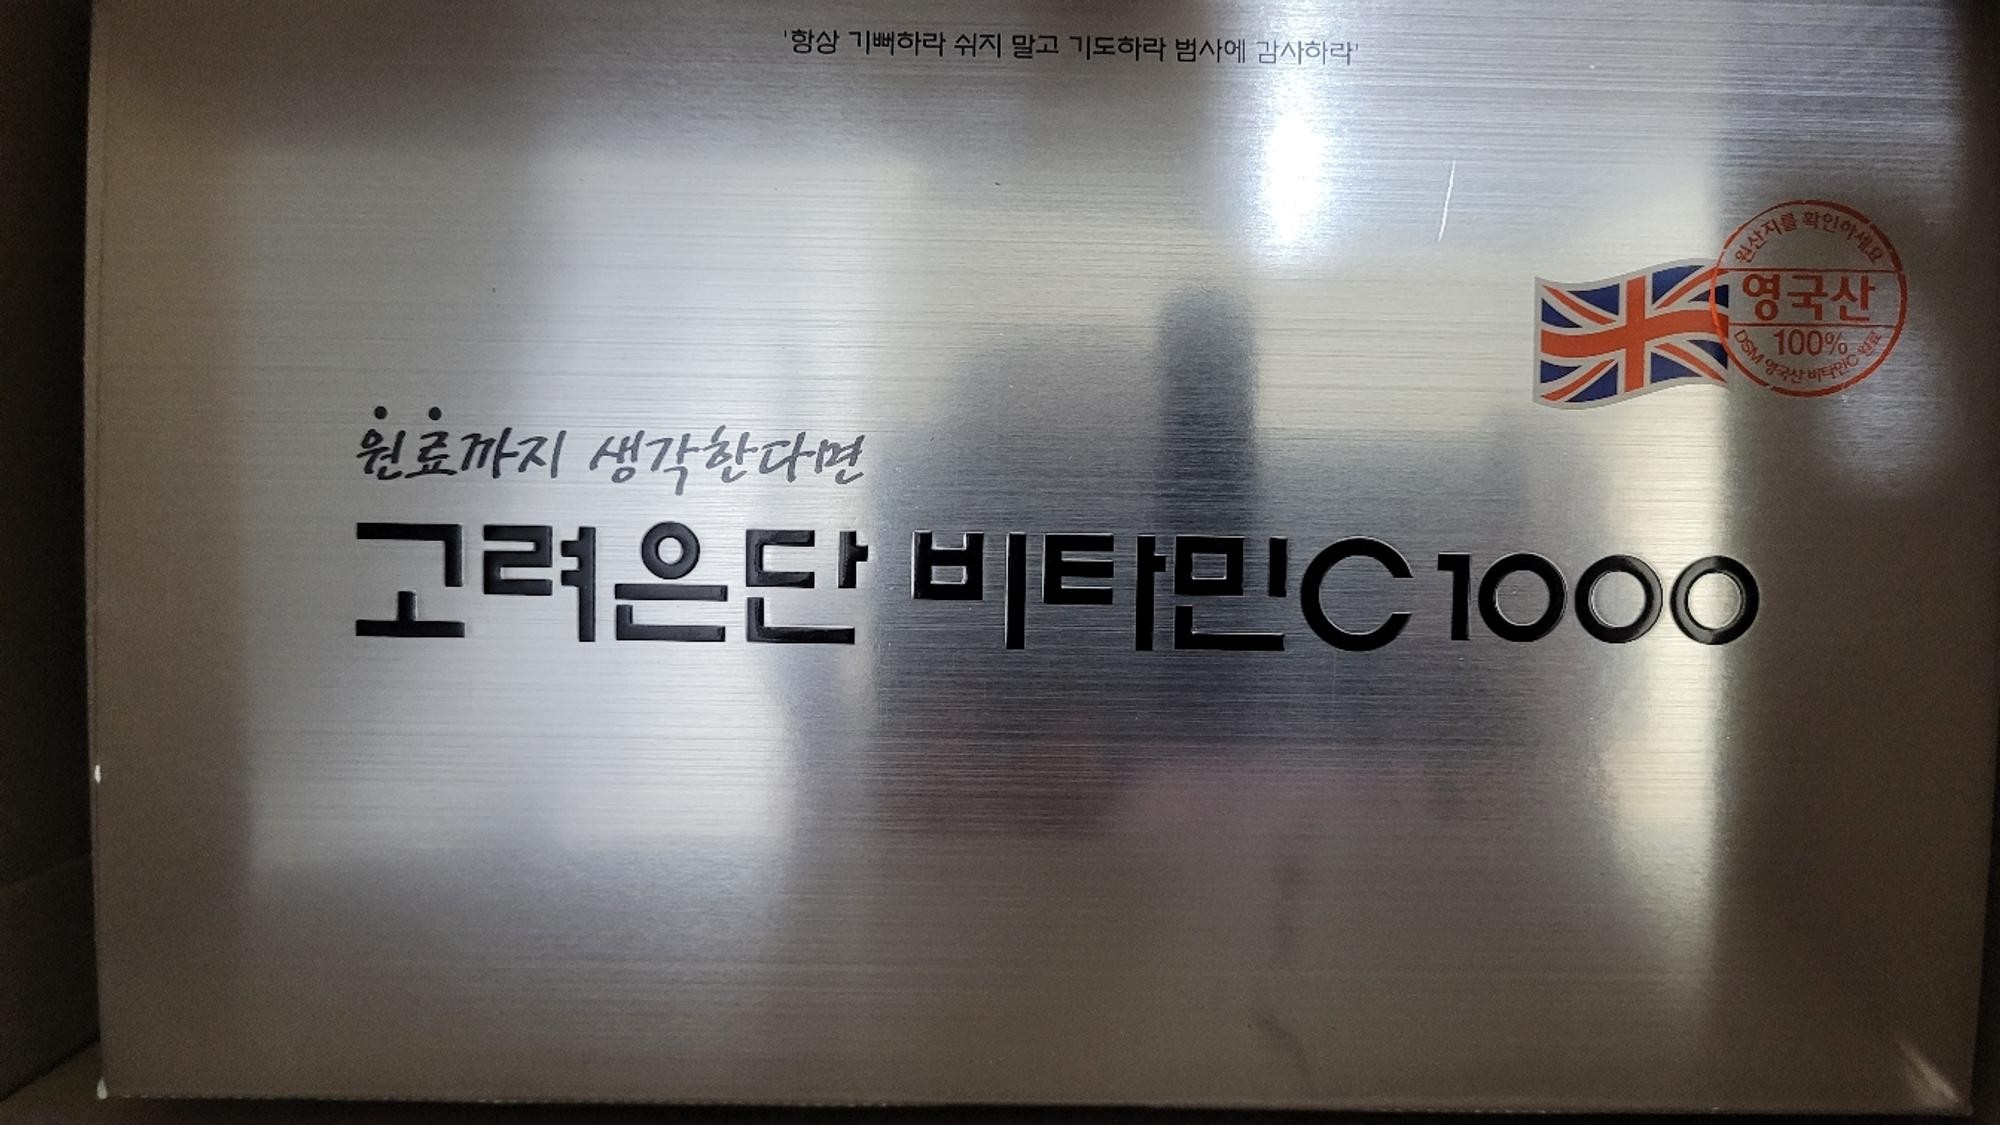 '항상 기뻐하라 쉬지 말고 기도하라 범사에 감사하라'
원산지를 확인하세요
영국산
100%
DSM 영국산 비타민C 원료
원료까지 생각한다면
고려은단 비타민C 1000